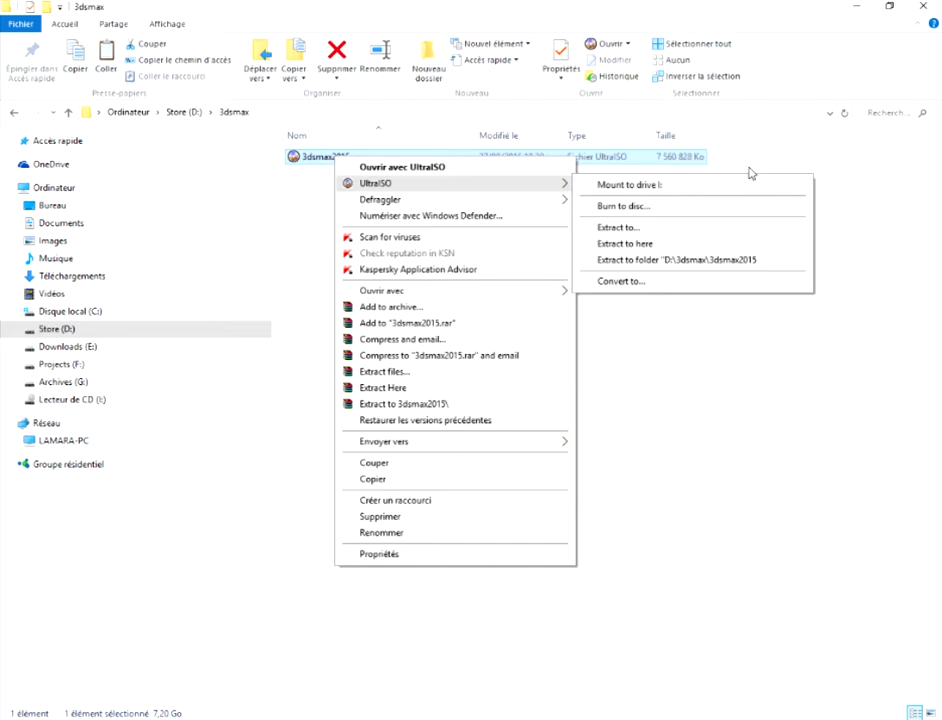 3dsmax
Fichier Accueil Partage Affichage
Épingler dans Accès rapide
Copier
Coller
Couper
Copier le chemin d'accès
Coller le raccourci
Presse-papiers
Déplacer vers
Copier vers
Supprimer
Renommer
Organiser
Nouveau dossier
Nouvel élément
Accès rapide
Nouveau
Propriétés
Ouvrir
Modifier
Historique
Ouvrir
Sélectionner tout
Aucun
Inverser la sélection
Sélectionner
Ordinateur > Store (D:) > 3dsmax
Recherch...
Nom Modifié le Type Taille
3dsmax2015
Fichier UltraISO 7 560 828 Ko
Accès rapide
OneDrive
Ordinateur
Bureau
Documents
Images
Musique
Téléchargements
Vidéos
Disque local (C:)
Store (D:)
Downloads (E:)
Projects (F:)
Archives (G:)
Lecteur de CD (I:)
Réseau
LAMARA-PC
Groupe résidentiel
Ouvrir avec UltraISO
UltraISO
Defraggler
Numériser avec Windows Defender...
Scan for viruses
Check reputation in KSN
Kaspersky Application Advisor
Ouvrir avec
Add to archive...
Add to "3dsmax2015.rar"
Compress and email...
Compress to "3dsmax2015.rar" and email
Extract files...
Extract Here
Extract to 3dsmax2015\
Restaurer les versions précédentes
Envoyer vers
Couper
Copier
Créer un raccourci
Supprimer
Renommer
Propriétés
Mount to drive I:
Burn to disc...
Extract to...
Extract to here
Extract to folder "D:\3dsmax\3dsmax2015
Convert to...
1 élément 1 élément sélectionné 7,20 Go